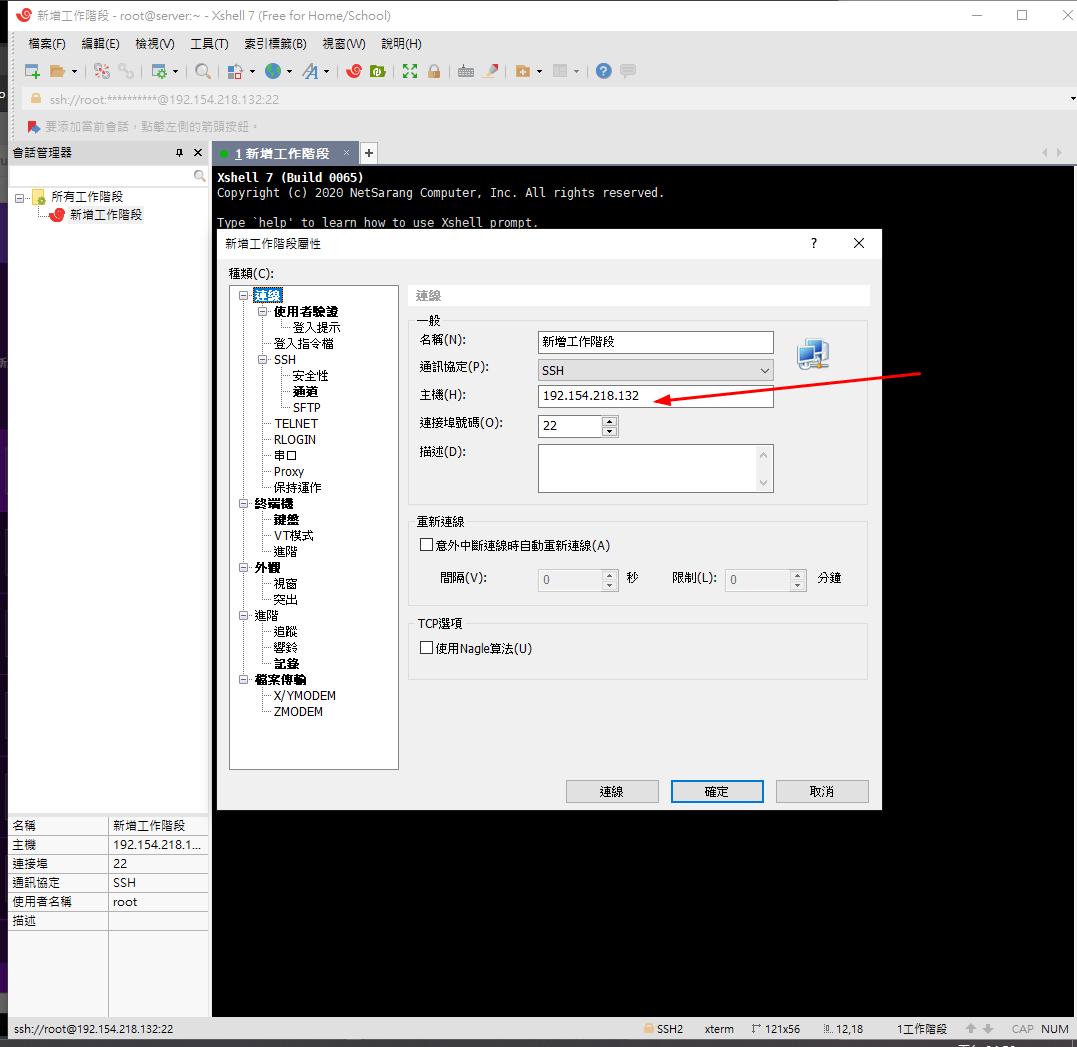 新增工作階段 - root@server:~ - Xshell 7 (Free for Home/School)
檔案(F) 編輯(E) 檢視(V) 工具(T) 索引標籤(B) 視窗(W) 說明(H)
ssh://root:**********@192.154.218.132:22
要添加當前會話，點擊左側的箭頭按鈕。
會話管理器
1 新增工作階段
所有工作階段
新增工作階段
Xshell 7 (Build 0065)
Copyright (c) 2020 NetSarang Computer, Inc. All rights reserved.
Type `help' to learn how to use Xshell prompt.
新增工作階段屬性
種類(C):
連線
使用者驗證
登入提示
登入指令檔
SSH
安全性
通道
SFTP
TELNET
RLOGIN
串口
Proxy
保持運作
終端機
鍵盤
VT模式
進階
外觀
視窗
突出
進階
追蹤
響鈴
記錄
檔案傳輸
X/YMODEM
ZMODEM
連線
一般
名稱(N): 新增工作階段
通訊協定(P): SSH
主機(H): 192.154.218.132
連接埠號碼(O): 22
描述(D):
重新連線
意外中斷連線時自動重新連線(A)
間隔(V): 0 秒 限制(L): 0 分鐘
TCP選項
使用Nagle算法(U)
連線 確定 取消
名稱 新增工作階段
主機 192.154.218.1...
連接埠 22
通訊協定 SSH
使用者名稱 root
描述
ssh://root@192.154.218.132:22 SSH2 xterm 121x56 12,18 1工作階段 CAP NUM